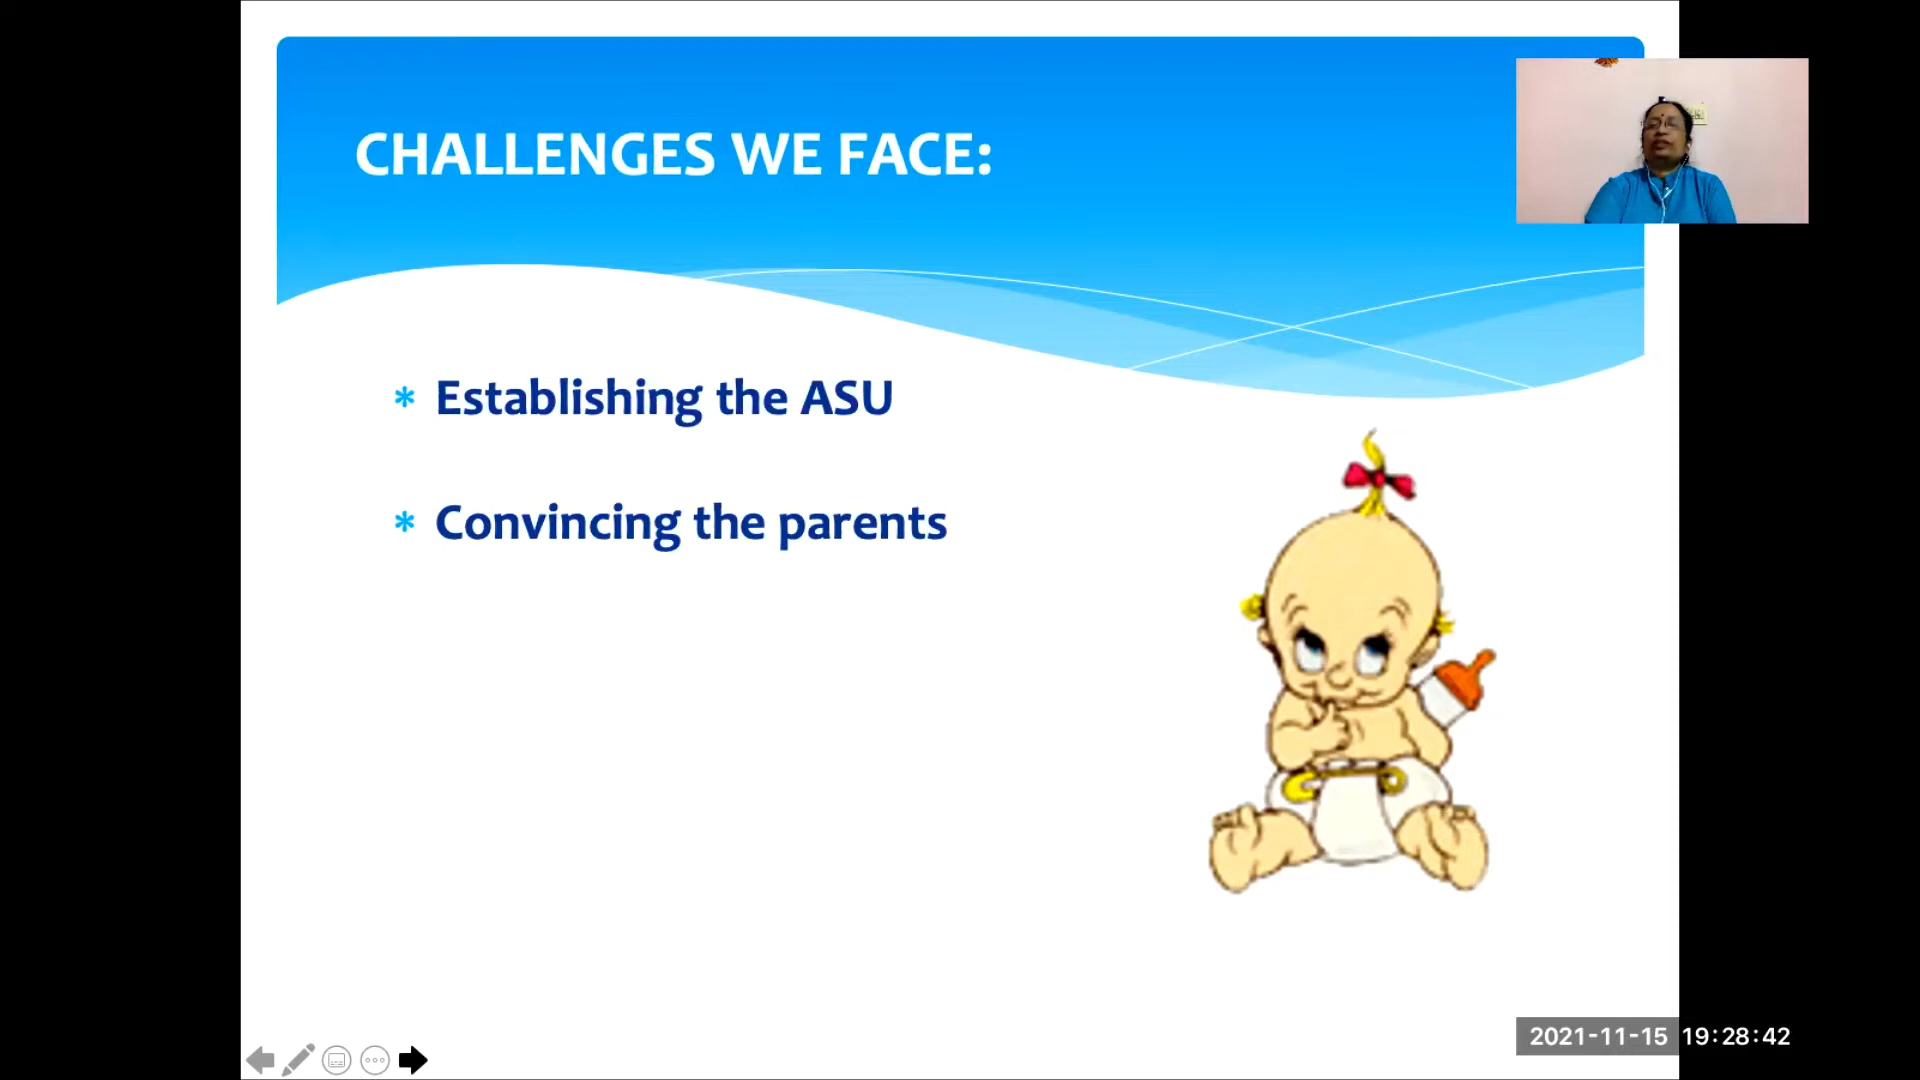 CHALLENGES WE FACE:
* Establishing the ASU
* Convincing the parents
2021-11-15 19:28:42